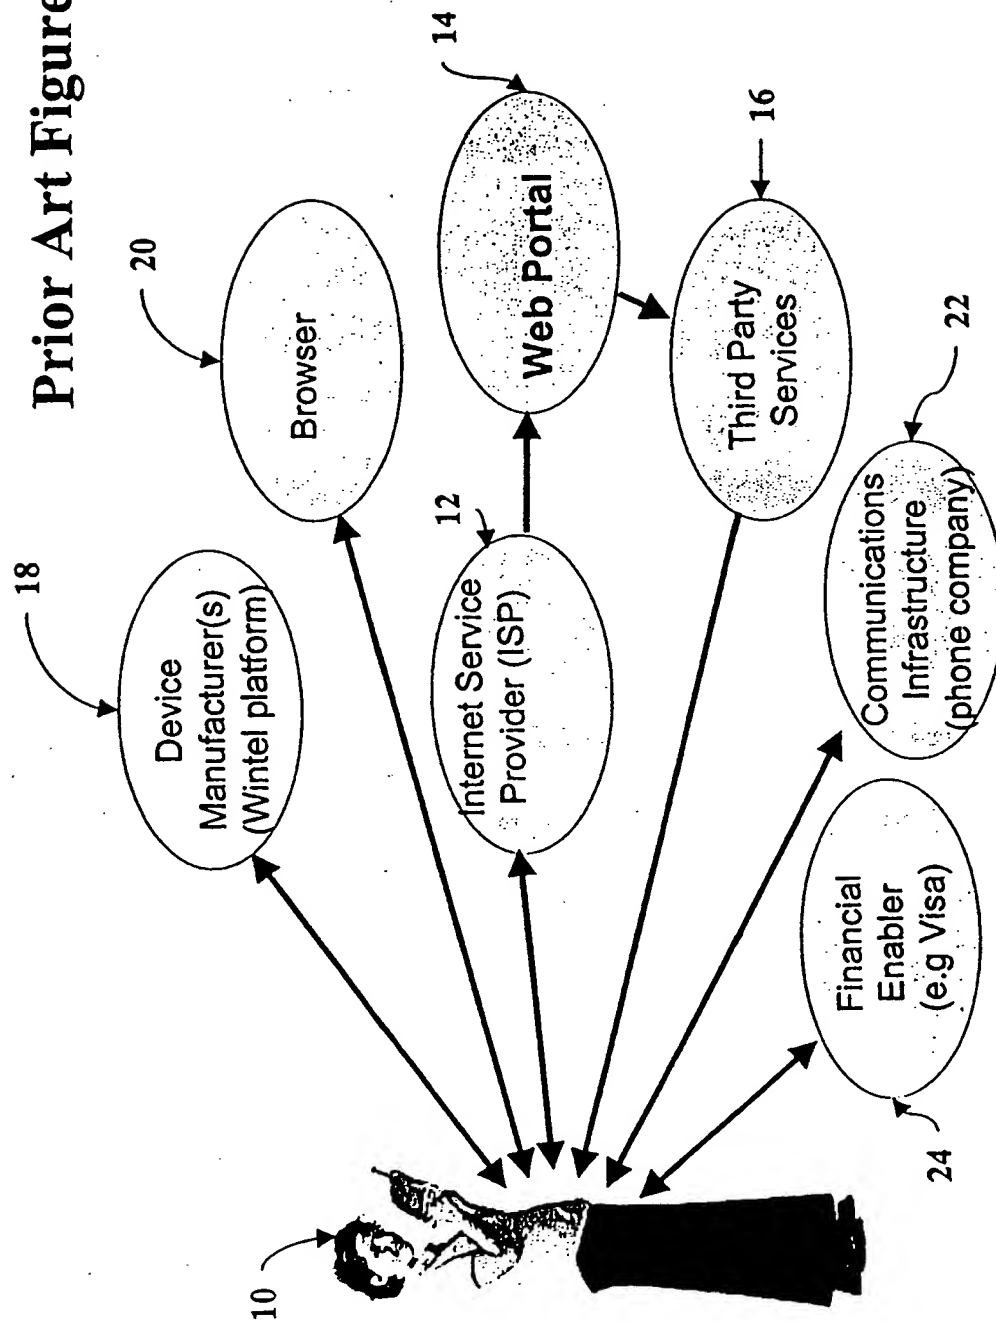 Prior Art Figure
18
Device
Manufacturer(s)
(Wintel platform)
20
Browser
10
12
Internet Service
Provider (ISP)
14
Web Portal
16
Third Party
Services
24
Financial
Enabler
(e.g Visa)
22
Communications
Infrastructure
(phone company)